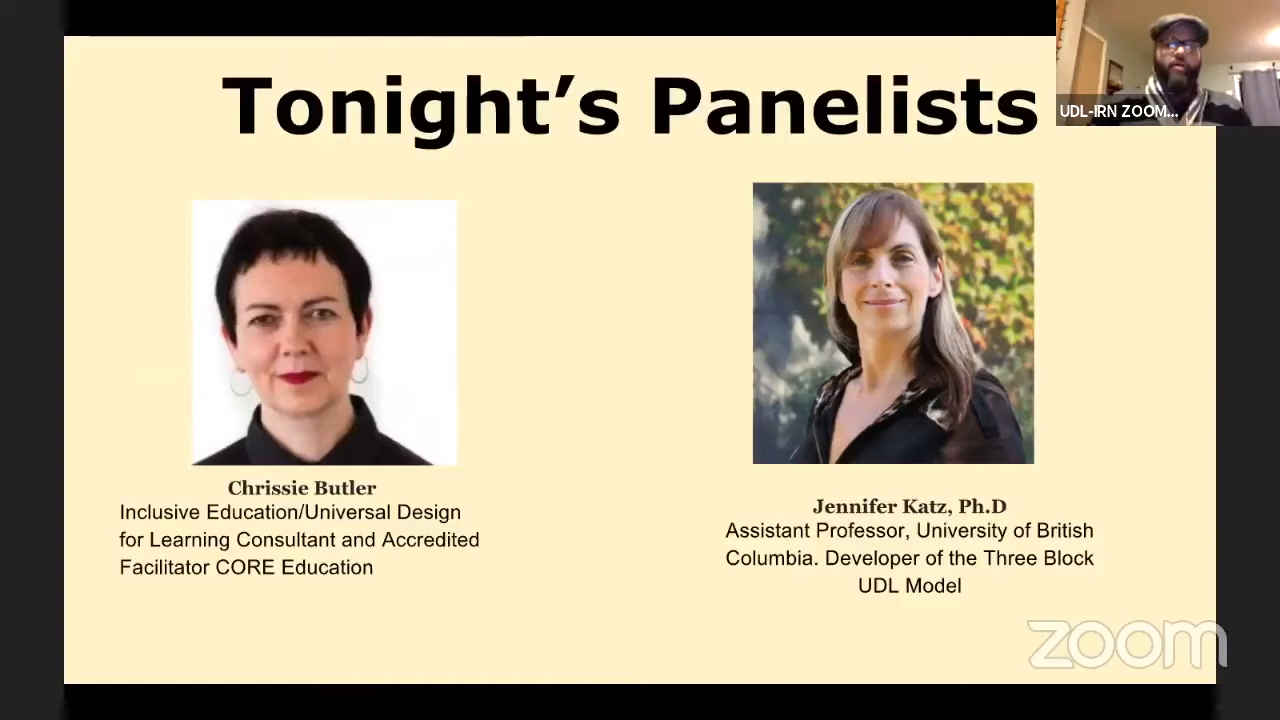 Tonight’s Panelists
UDL-IRN ZOOM...
Chrissie Butler
Inclusive Education/Universal Design
for Learning Consultant and Accredited
Facilitator CORE Education
Jennifer Katz, Ph.D
Assistant Professor, University of British
Columbia. Developer of the Three Block
UDL Model
zoom